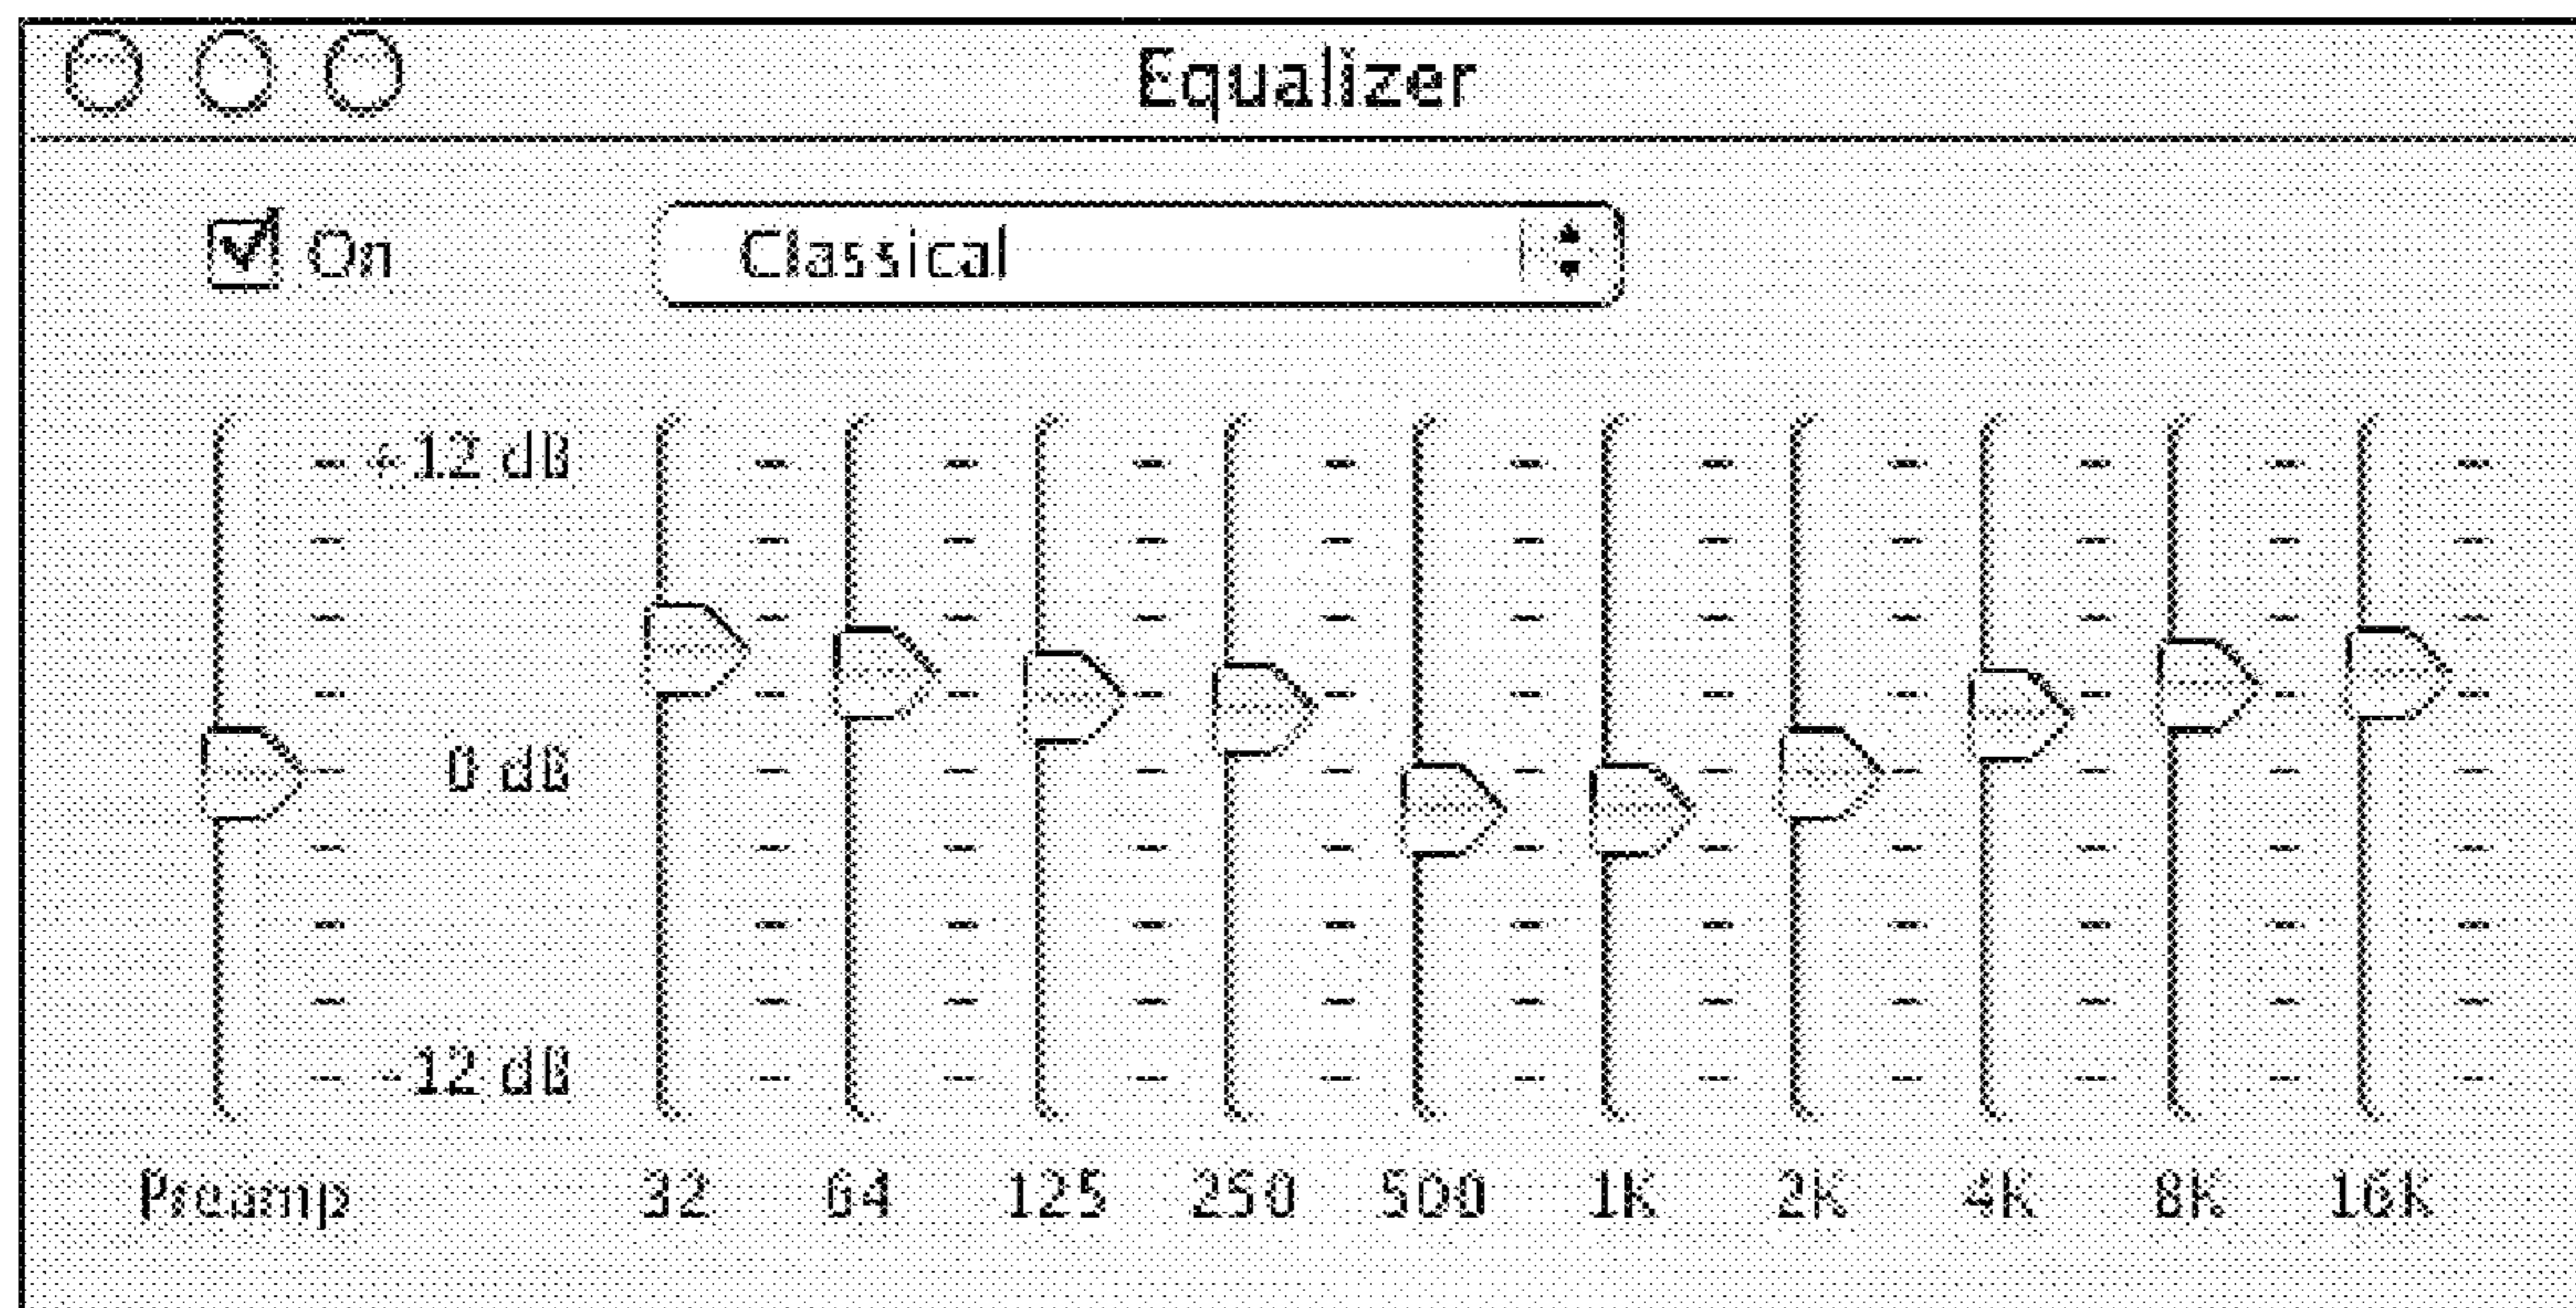 Equalizer
On Classical
+12 dB
0 dB
-12 dB
Preamp 32 64 125 250 500 1K 2K 4K 8K 16K